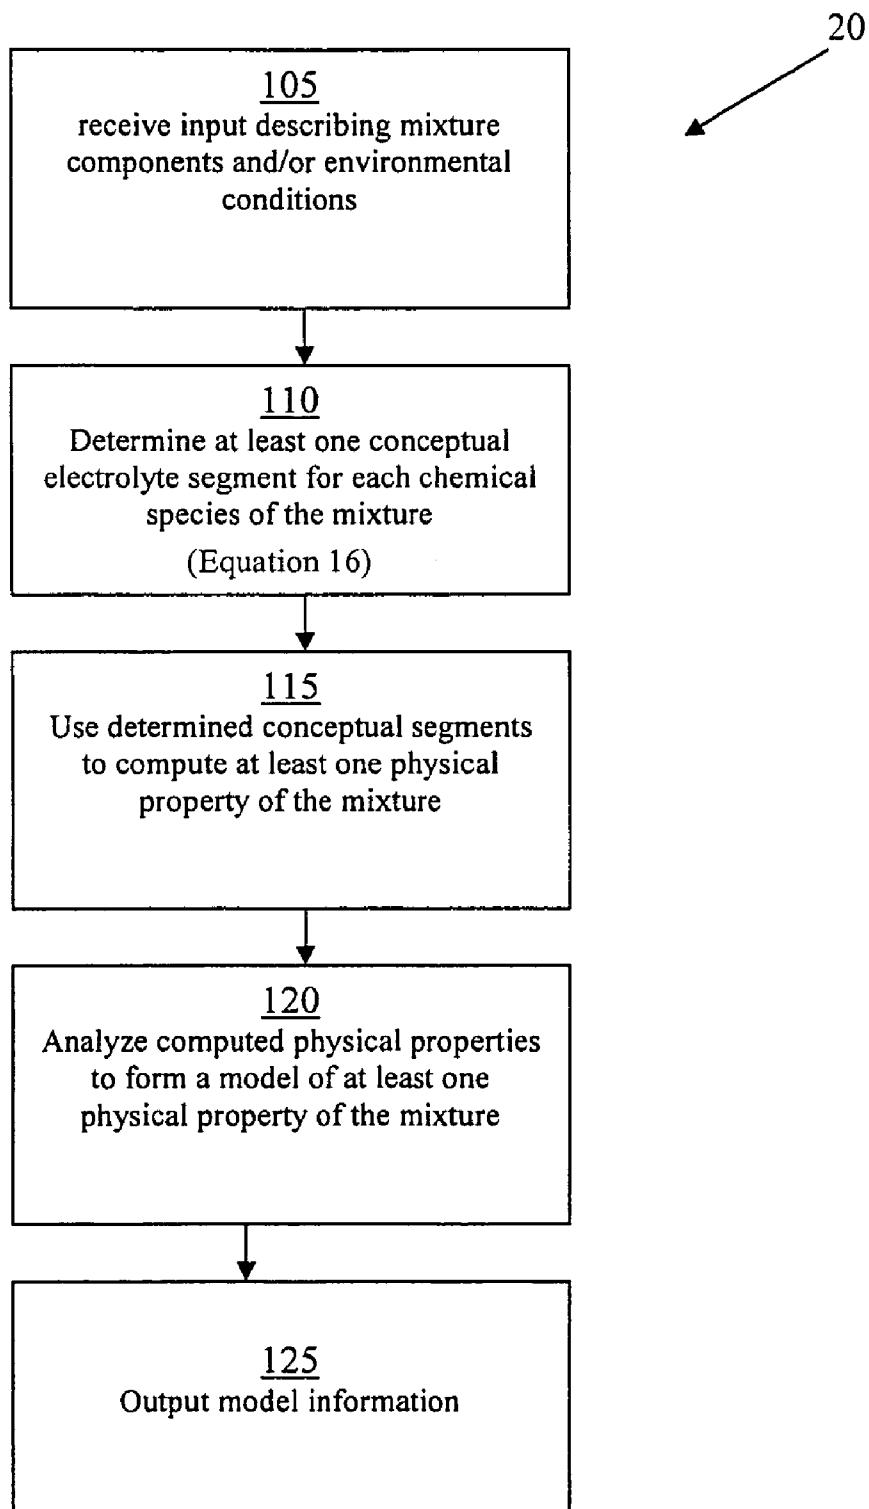 20
105
receive input describing mixture
components and/or environmental
conditions
110
Determine at least one conceptual
electrolyte segment for each chemical
species of the mixture
(Equation 16)
115
Use determined conceptual segments
to compute at least one physical
property of the mixture
120
Analyze computed physical properties
to form a model of at least one
physical property of the mixture
125
Output model information